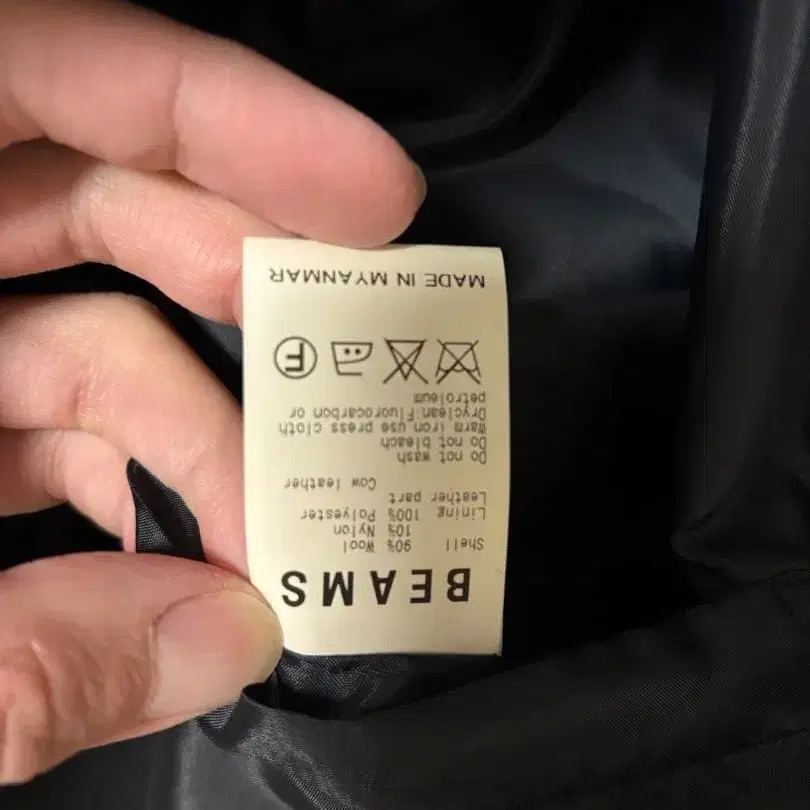 BEAMS
Shell 90% Wool
10% Nylon
Lining 100% Polyester
Leather part
Cow leather
Do not wash
Do not bleach
Warm iron use press cloth
Dryclean Fluorocarbon or
petroleum
F
MADE IN MYANMAR